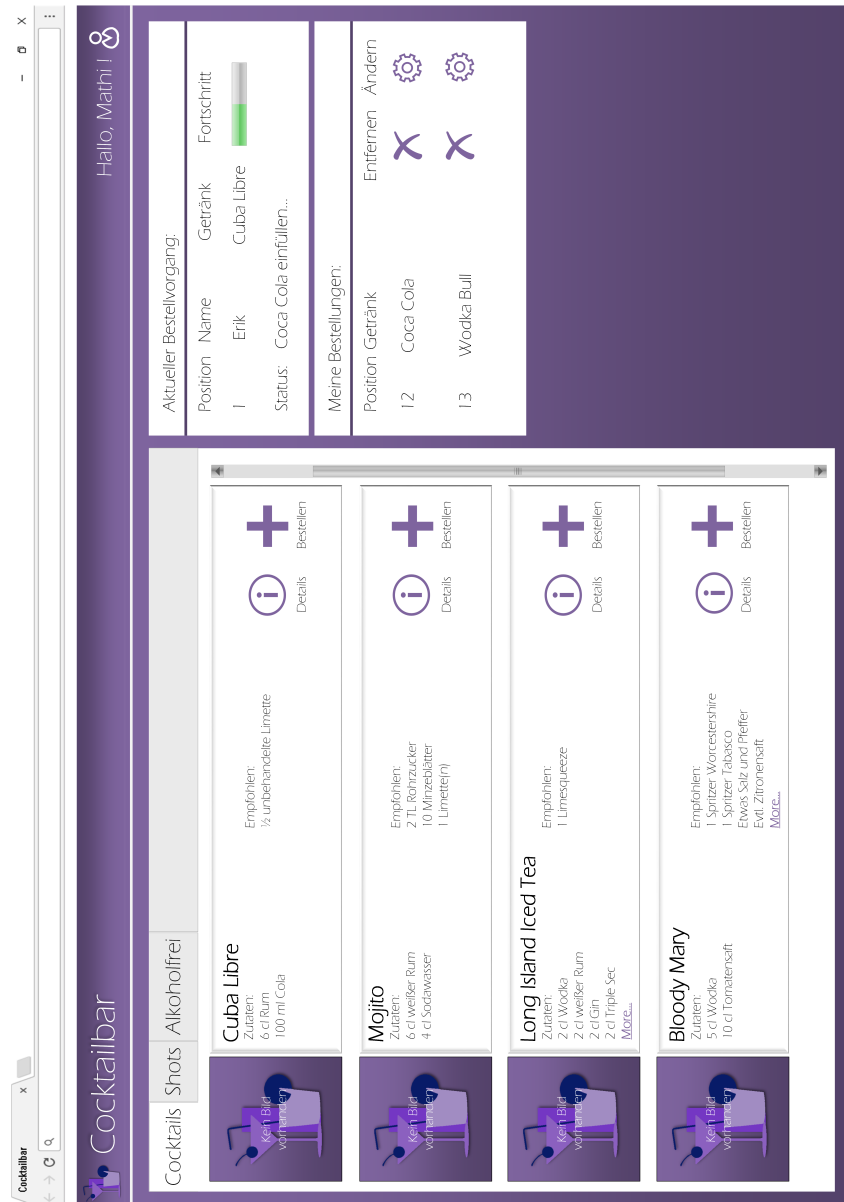 Cocktailbar
Cocktailbar
Hallo, Mathi !
Cocktails
Shots
Alkoholfrei
Kein Bild
vorhanden
Cuba Libre
Zutaten:
6 cl Rum
100 ml Cola
Empfohlen:
½ unbehandelte Limette
Details
Bestellen
Kein Bild
vorhanden
Mojito
Zutaten:
6 cl weißer Rum
4 cl Sodawasser
Empfohlen:
2 TL Rohrzucker
10 Minzeblätter
1 Limette(n)
Details
Bestellen
Kein Bild
vorhanden
Long Island Iced Tea
Zutaten:
2 cl Wodka
2 cl weißer Rum
2 cl Gin
2 cl Triple Sec
More...
Empfohlen:
1 Limesqueeze
Details
Bestellen
Kein Bild
vorhanden
Bloody Mary
Zutaten:
5 cl Wodka
10 cl Tomatensaft
Empfohlen:
1 Spritzer Worcestershire
1 Spritzer Tabasco
Etwas Salz und Pfeffer
Evtl. Zitronensaft
More...
Details
Bestellen
Aktueller Bestellvorgang:
Position Name Getränk Fortschritt
1 Erik Cuba Libre
Status: Coca Cola einfüllen...
Meine Bestellungen:
Position Getränk Entfernen Ändern
12 Coca Cola
13 Wodka Bull